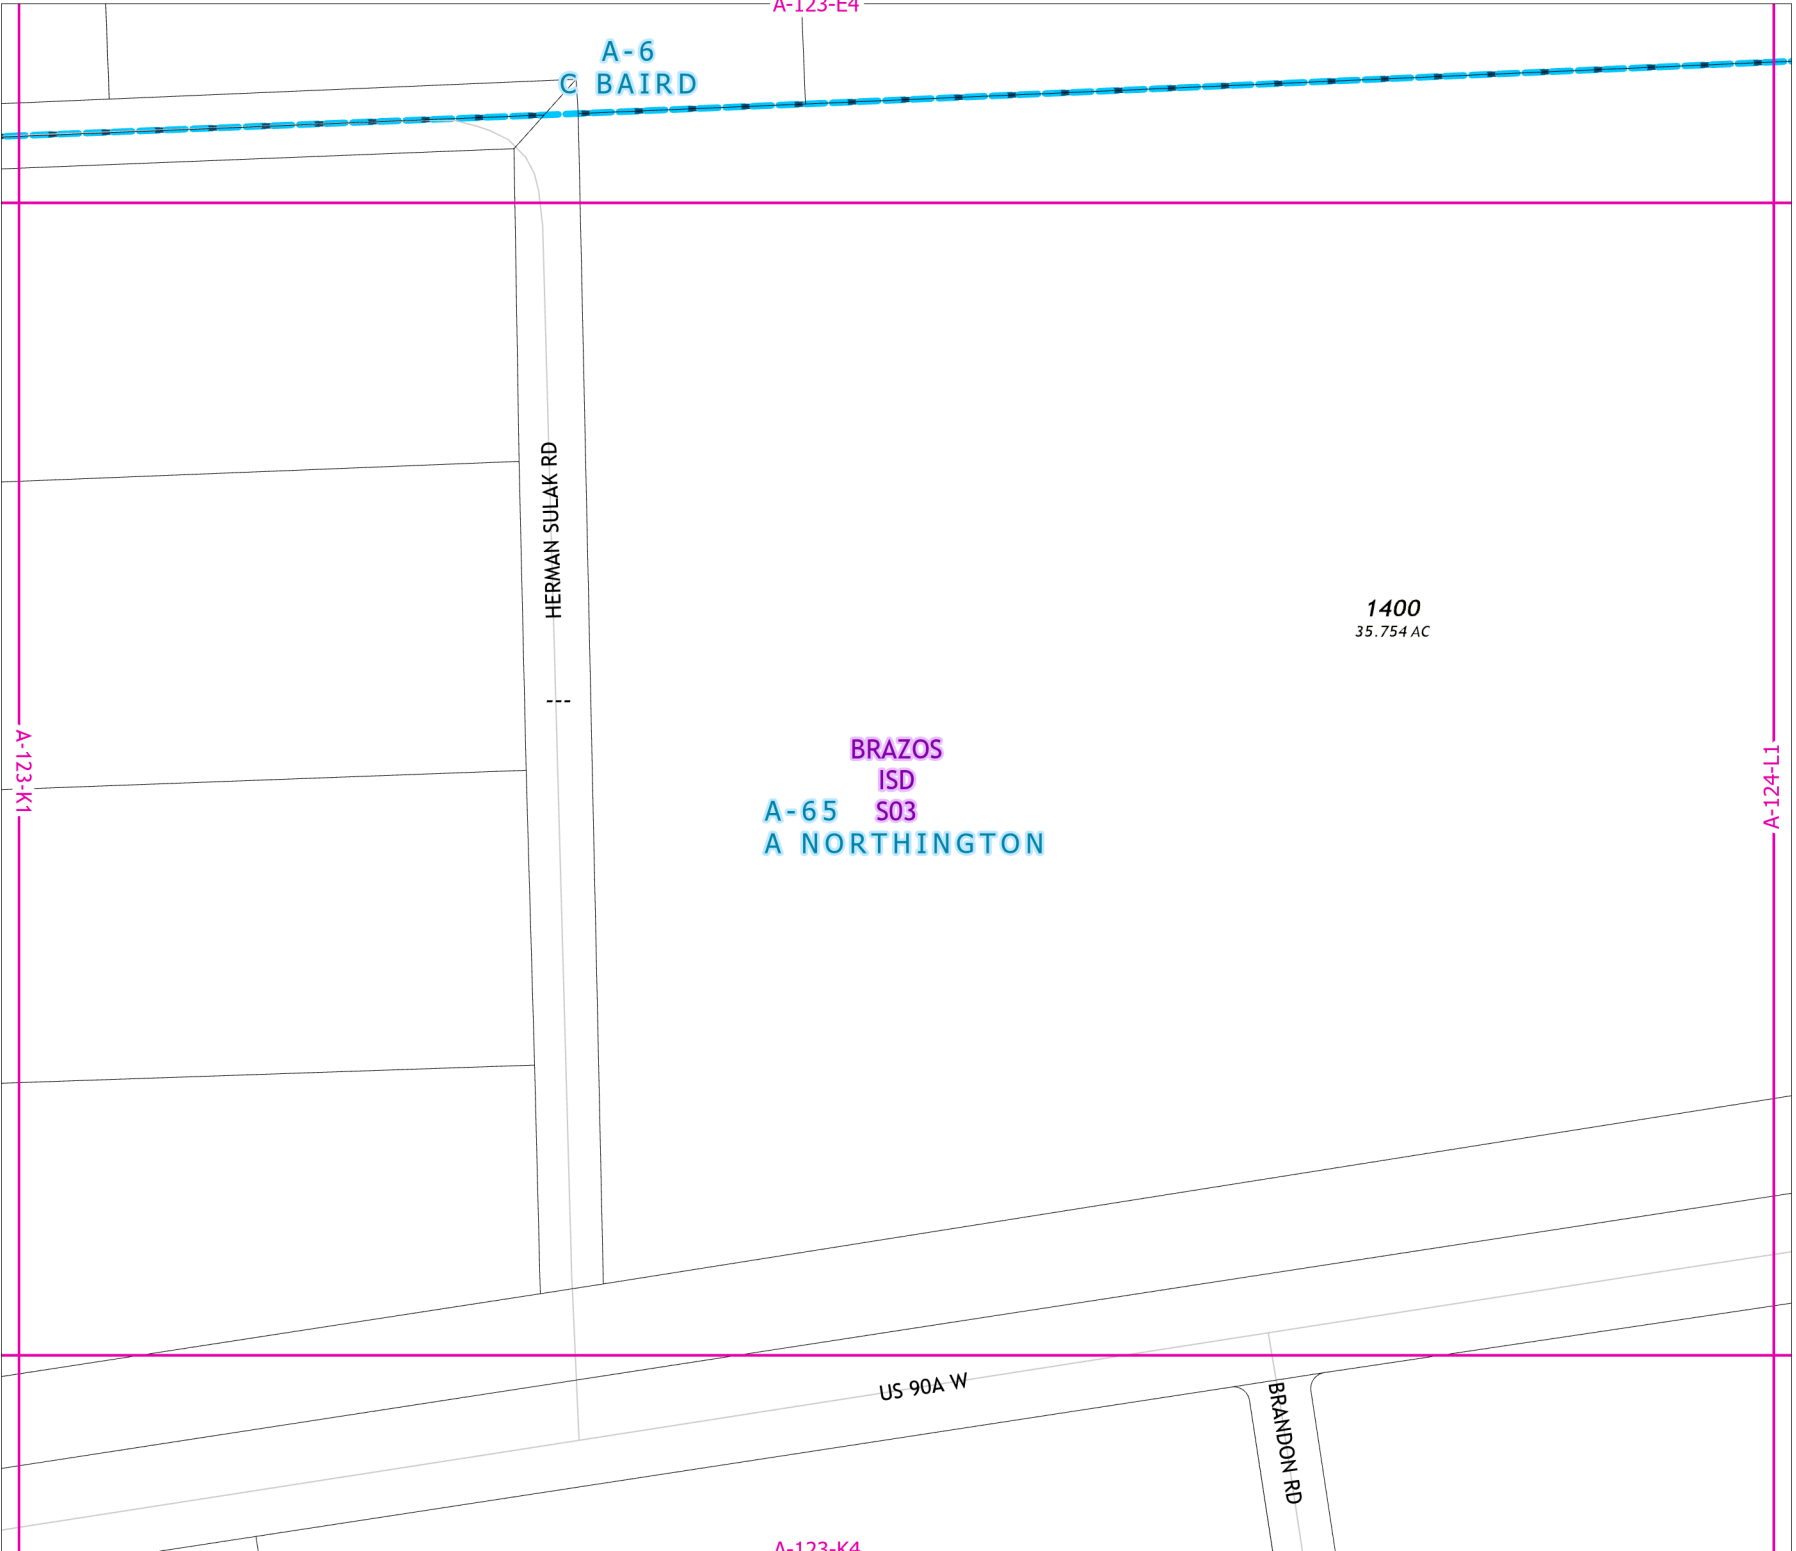 A-123-E4
A-6
C BAIRD
HERMAN SULAK RD
---
1400
35.754 AC
BRAZOS
ISD
S03
A-65
A NORTHINGTON
A-123-K1
A-124-L1
US 90A W
BRANDON RD
A-123-K4